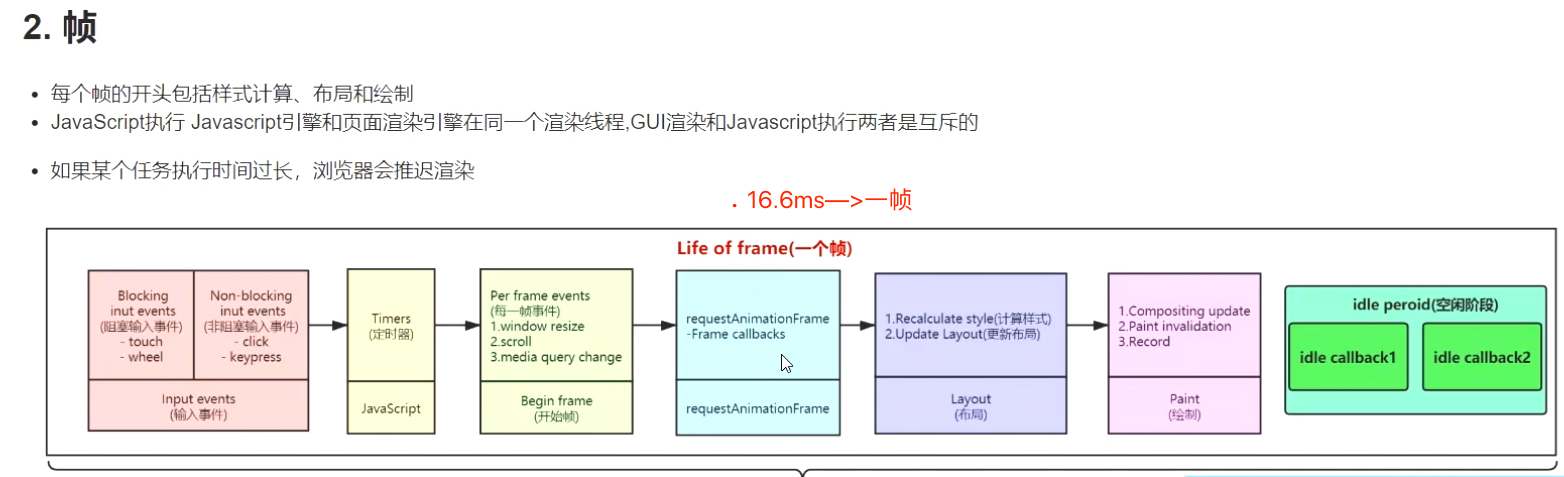 2. 帧
每个帧的开头包括样式计算、布局和绘制
JavaScript执行 Javascript引擎和页面渲染引擎在同一个渲染线程,GUI渲染和Javascript执行两者是互斥的
如果某个任务执行时间过长，浏览器会推迟渲染
. 16.6ms—>一帧
Life of frame(一个帧)
Blocking
inut events
(阻塞输入事件)
- touch
- wheel
Non-blocking
inut events
(非阻塞输入事件)
- click
- keypress
Input events
(输入事件)
Timers
(定时器)
JavaScript
Per frame events
(每一帧事件)
1.window resize
2.scroll
3.media query change
Begin frame
(开始帧)
requestAnimationFrame
-Frame callbacks
requestAnimationFrame
1.Recalculate style(计算样式)
2.Update Layout(更新布局)
Layout
(布局)
1.Compositing update
2.Paint invalidation
3.Record
Paint
(绘制)
idle peroid(空闲阶段)
idle callback1
idle callback2